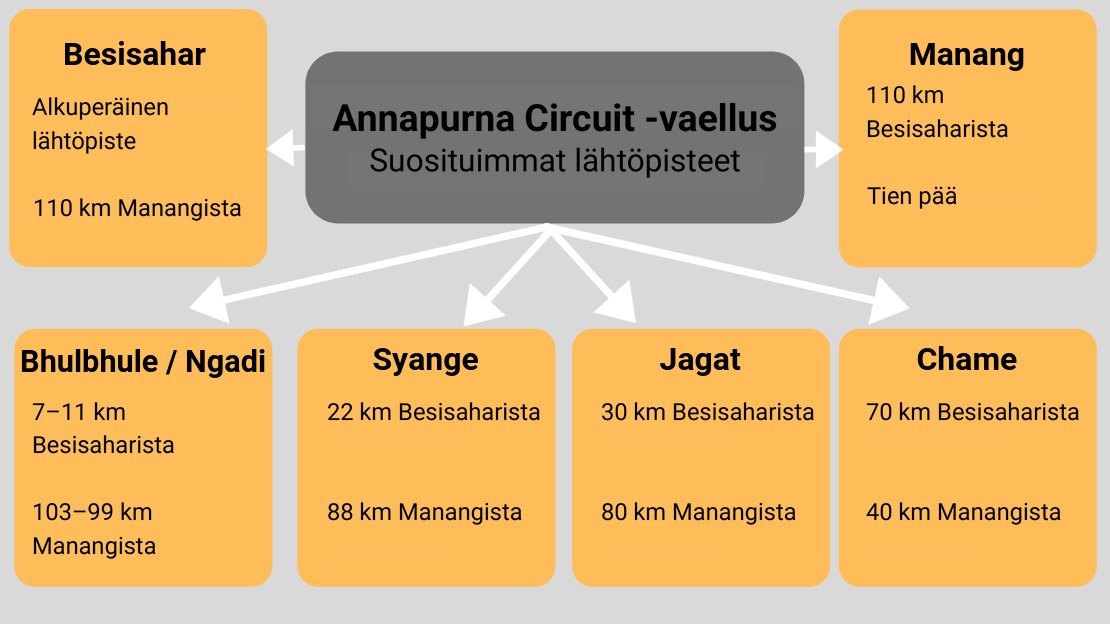 Annapurna Circuit -vaellus
Suosituimmat lähtöpisteet
Besisahar
Alkuperäinen
lähtöpiste
110 km Manangista
Manang
110 km
Besisaharista
Tien pää
Bhulbhule / Ngadi
7–11 km
Besisaharista
103–99 km
Manangista
Syange
22 km Besisaharista
88 km Manangista
Jagat
30 km Besisaharista
80 km Manangista
Chame
70 km Besisaharista
40 km Manangista